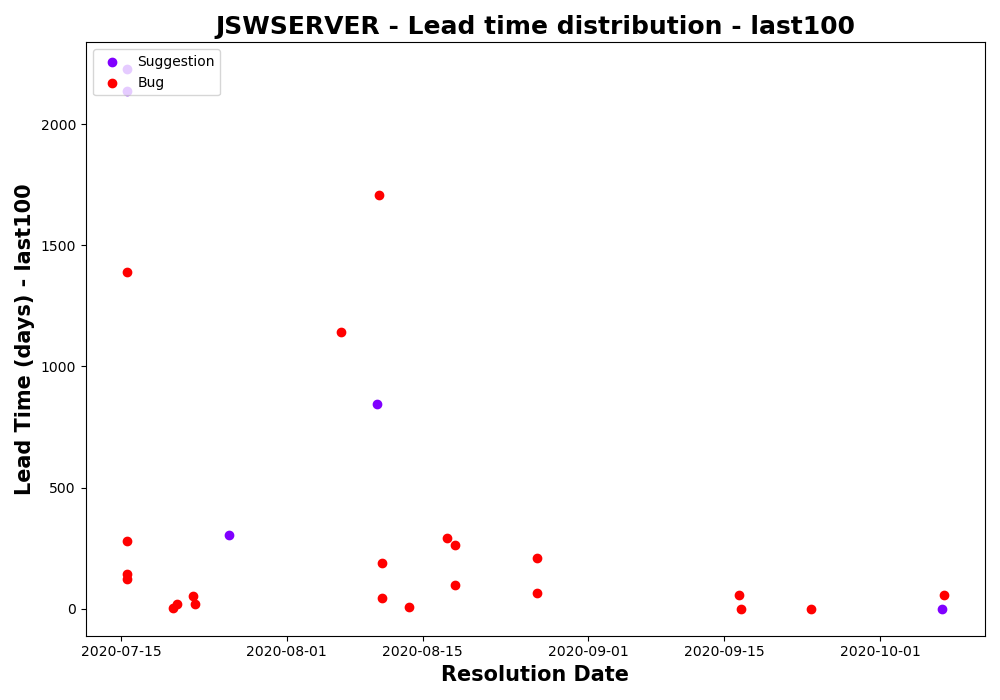 JSWSERVER - Lead time distribution - last100
Suggestion
Bug
Lead Time (days) - last100
2000
1500
1000
500
0
2020-07-15
2020-08-01
2020-08-15
2020-09-01
2020-09-15
2020-10-01
Resolution Date